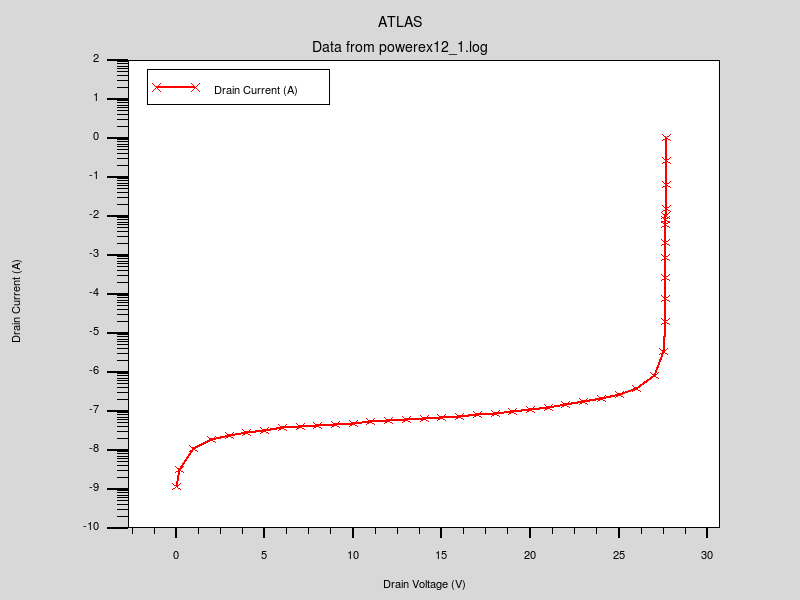 ATLAS
Data from powerex12_1.log
Drain Current (A)
2
1
0
-1
-2
-3
-4
-5
-6
-7
-8
-9
-10
Drain Current (A)
0 5 10 15 20 25 30
Drain Voltage (V)